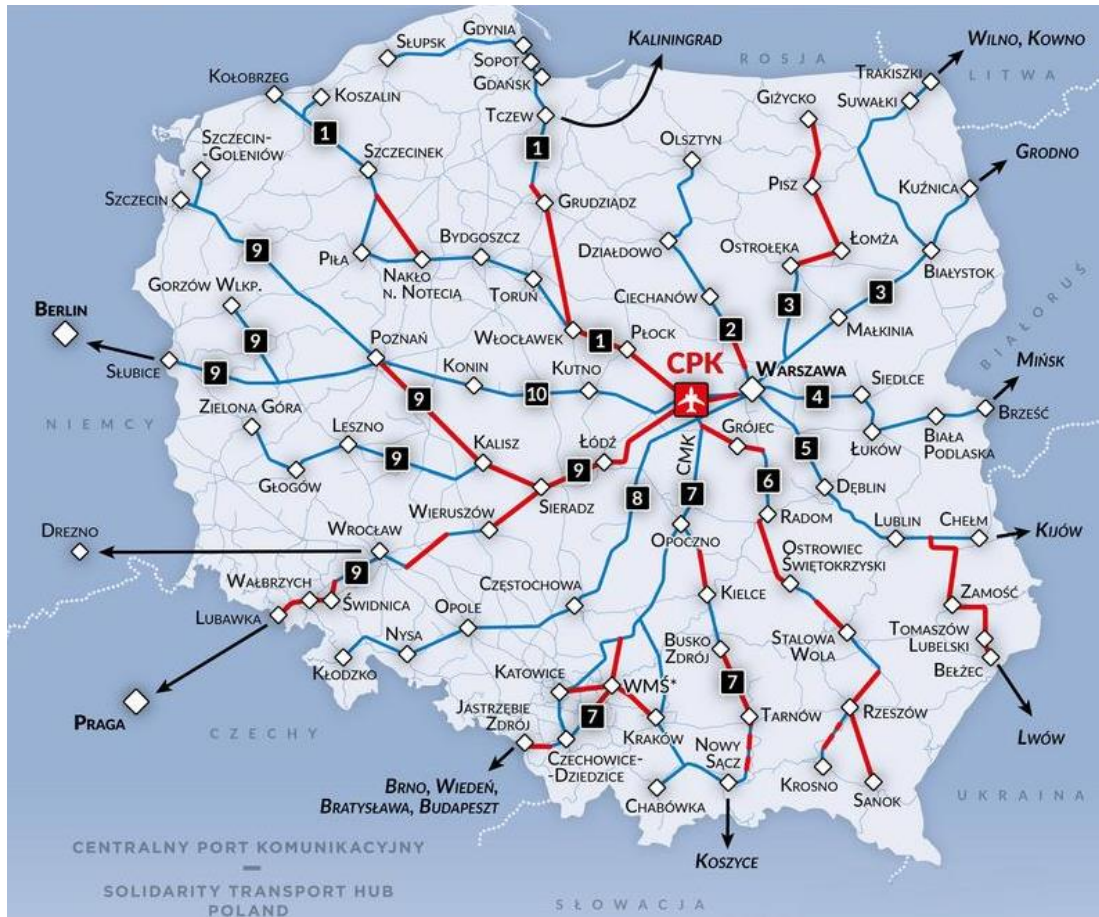 Gdynia
Słupsk
Sopot
Kaliningrad
Wilno, Kowno
ROSJA
LITWA
Kołobrzeg
Koszalin
Gdańsk
Trakiszki
Giżycko
Suwałki
Tczew
1
1
Szczecin-
-Goleniów
Szczecinek
Olsztyn
Grodno
Szczecin
Grudziądz
Pisz
Kuźnica
9
Bydgoszcz
Działdowo
Ostrołęka
Łomża
Piła
Nakło
n. Notecią
Toruń
Białystok
Gorzów Wlkp.
Ciechanów
3
3
BIAŁORUŚ
Berlin
9
Poznań
Włocławek
1
Płock
2
Małkinia
Słubice
9
Konin
10
Kutno
CPK
Warszawa
4
Siedlce
Mińsk
Brześć
NIEMCY
Zielona Góra
9
Leszno
9
Kalisz
Łódź
9
CMK
Grójec
5
Łuków
Biała
Podlaska
Głogów
Sieradz
8
7
6
Dęblin
Drezno
Wrocław
Wieruszów
Opoczno
Radom
Lublin
Chełm
Kijów
9
Wałbrzych
Świdnica
Lubawka
Częstochowa
Opole
Nysa
Kłodzko
Kielce
Ostrowiec
Świętokrzyski
Zamość
Busko
Zdrój
Stalowa
Wola
Tomaszów
Lubelski
Bełżec
Katowice
WMŚ*
7
7
Praga
CZECHY
Jastrzębie
Zdrój
Kraków
Tarnów
Rzeszów
Lwów
Czechowice-
-Dziedzice
Nowy
Sącz
Krosno
Sanok
Brno, Wiedeń,
Bratysława, Budapeszt
Chabówka
UKRAINA
Koszyce
CENTRALNY PORT KOMUNIKACYJNY
—
SOLIDARITY TRANSPORT HUB
POLAND
SŁOWACJA